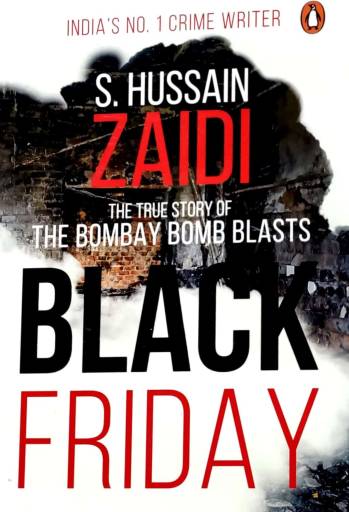 INDIA'S NO. 1 CRIME WRITER
S. HUSSAIN
ZAIDI
THE TRUE STORY OF
THE BOMBAY BOMB BLASTS
BLACK
FRIDAY